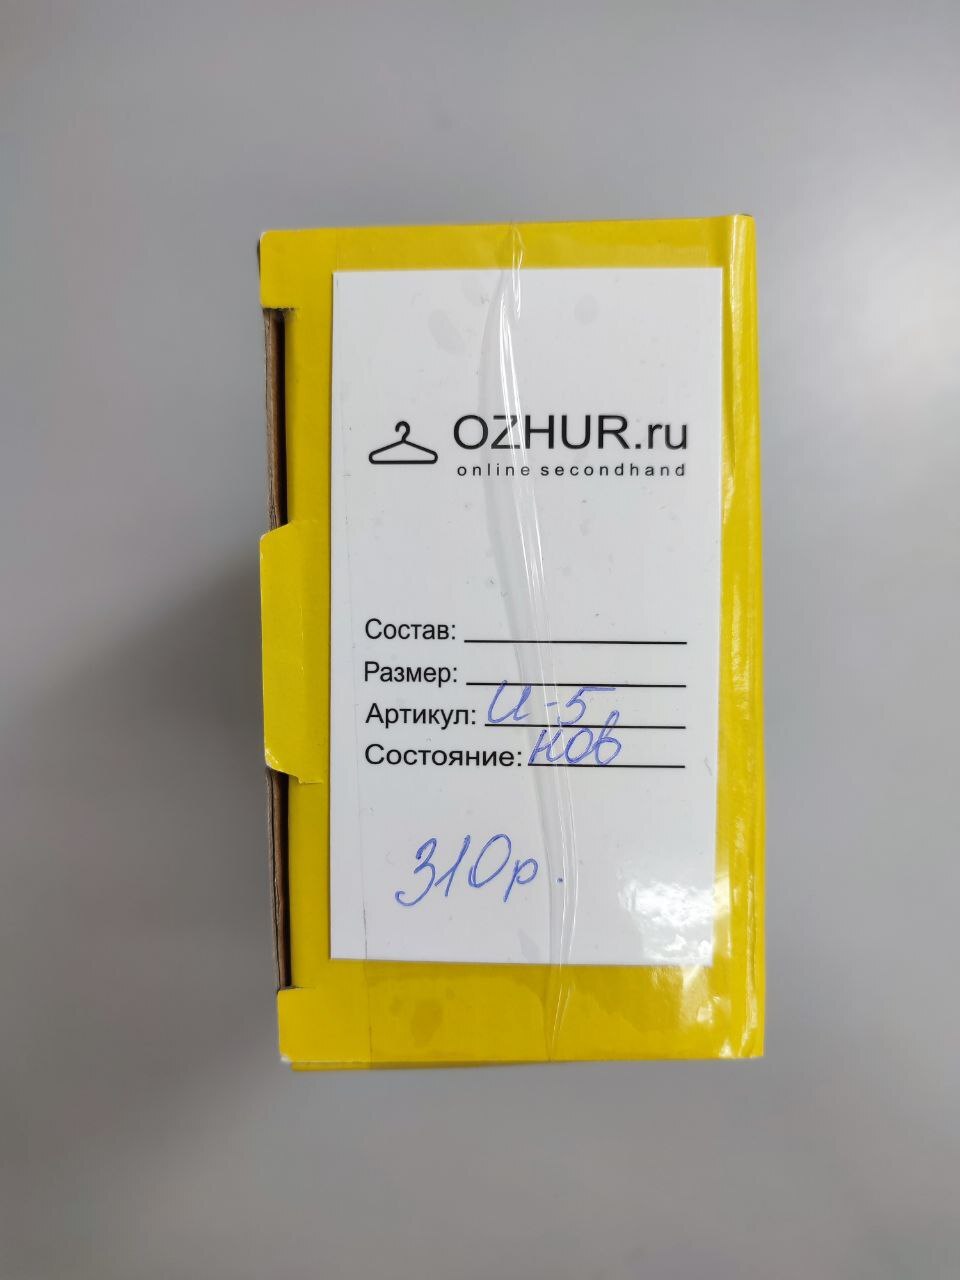 OZHUR.ru
online secondhand
Состав:
Размер:
Артикул: И-5
Состояние: нов
310р.